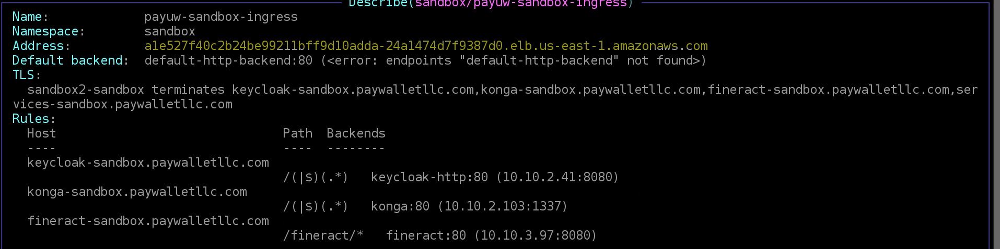 Describe(sandbox/payuw-sandbox-ingress)
Name: payuw-sandbox-ingress
Namespace: sandbox
Address: a1e527f40c2b24be99211bff9d10adda-24a1474d7f9387d0.elb.us-east-1.amazonaws.com
Default backend: default-http-backend:80 (<error: endpoints "default-http-backend" not found>)
TLS:
sandbox2-sandbox terminates keycloak-sandbox.paywalletllc.com,konga-sandbox.paywalletllc.com,fineract-sandbox.paywalletllc.com,ser
vices-sandbox.paywalletllc.com
Rules:
Host Path Backends
---- ---- --------
keycloak-sandbox.paywalletllc.com
/(|$)(.*) keycloak-http:80 (10.10.2.41:8080)
konga-sandbox.paywalletllc.com
/(|$)(.*) konga:80 (10.10.2.103:1337)
fineract-sandbox.paywalletllc.com
/fineract/* fineract:80 (10.10.3.97:8080)